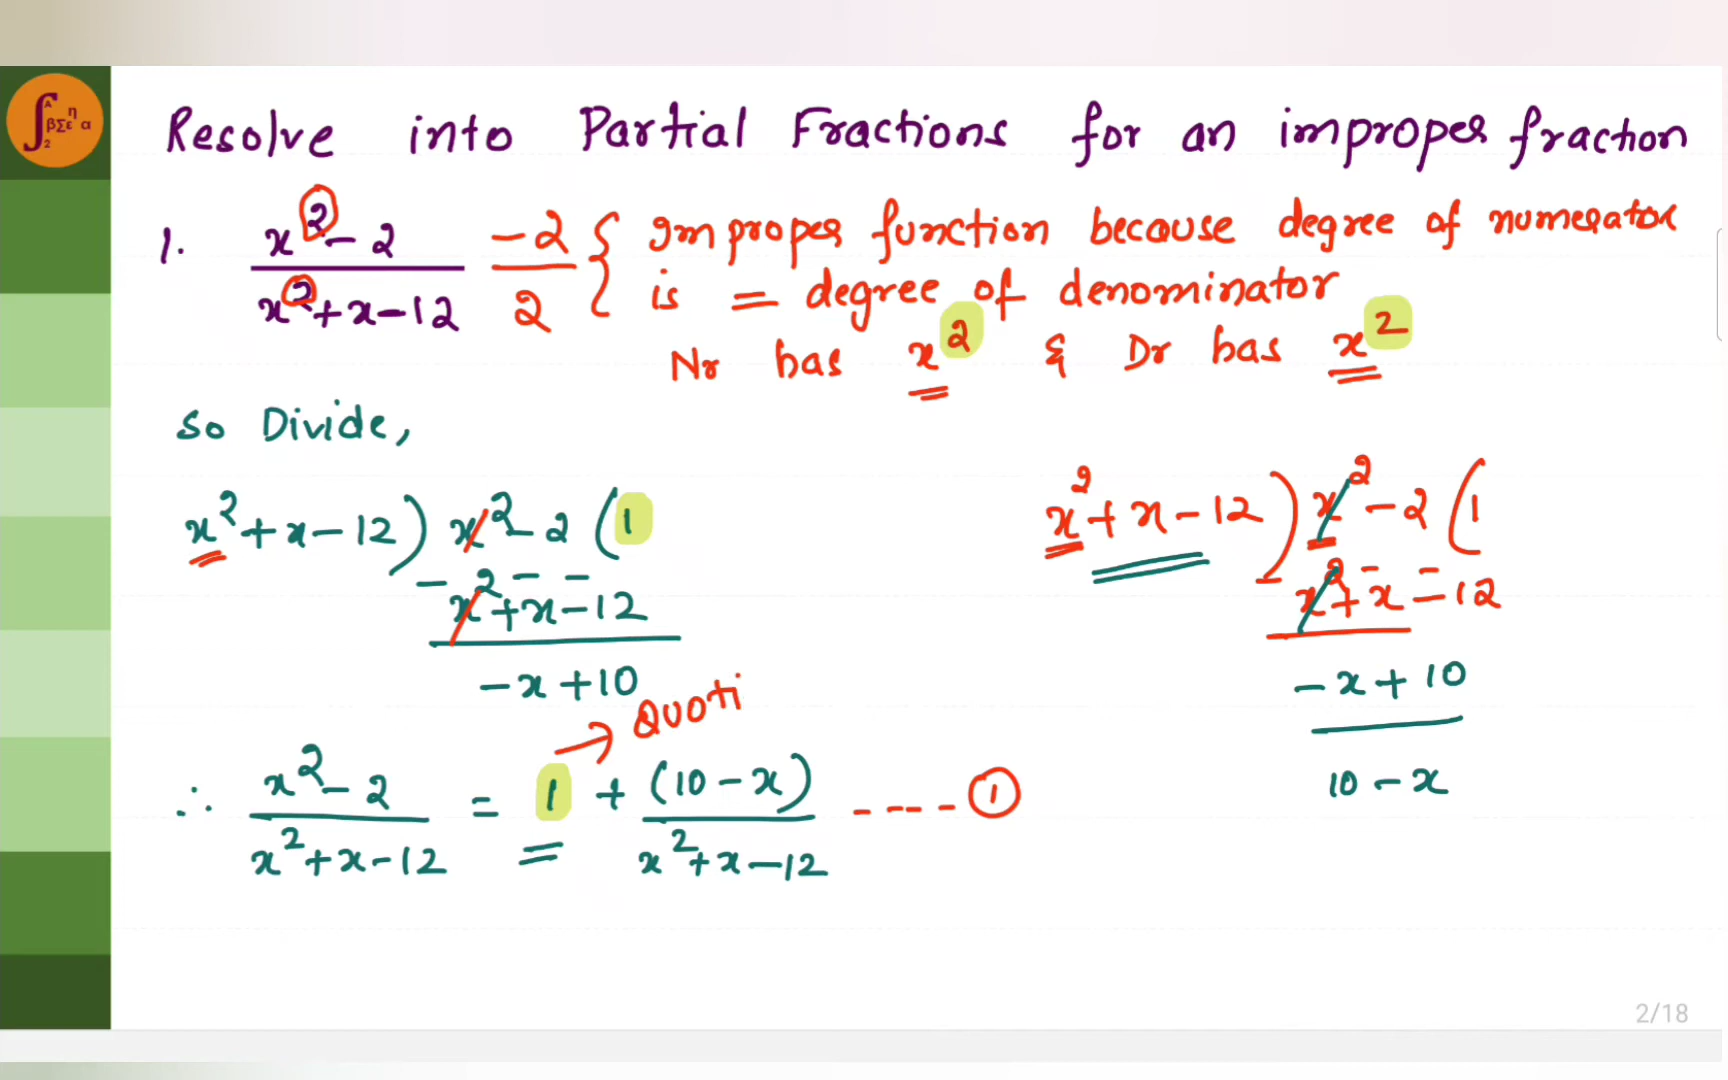 Resolve into Partial Fractions for an improper fraction
1. x² - 2 / x² + x - 12   -2 / 2 { Improper function because degree of numerator
is = degree of denominator
Nr has x² & Dr has x²
so Divide,
x² + x - 12 ) x² - 2 ( 1
- - -
x² + x - 12
-x + 10
→ Quoti
∴ x² - 2 / x² + x - 12 = 1 + (10 - x) / x² + x - 12 ---- ①
x² + x - 12 ) x² - 2 ( 1
- -
x² + x - 12
-x + 10
10 - x
2/18